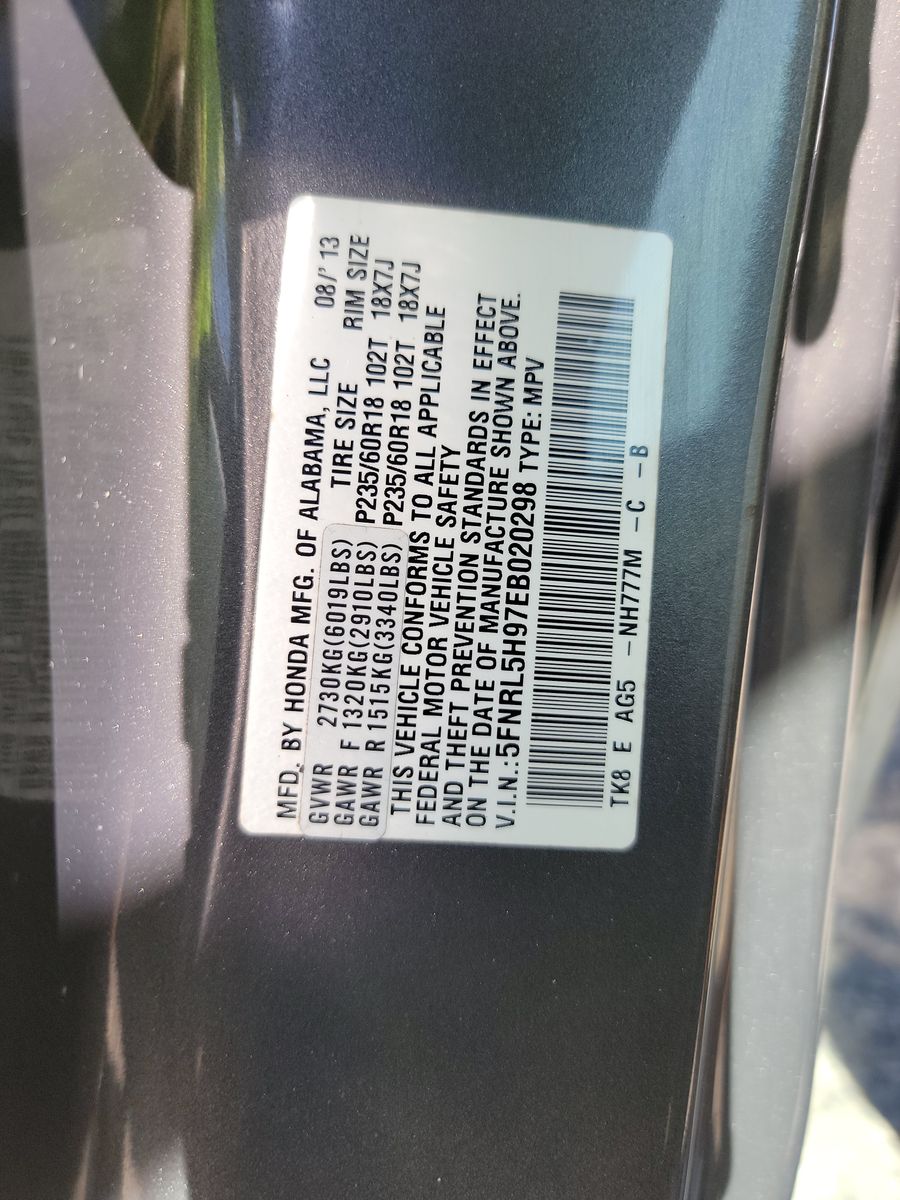 MFD. BY HONDA MFG. OF ALABAMA, LLC 08/' 13
GVWR 2730KG(6019LBS) TIRE SIZE RIM SIZE
GAWR F 1320KG(2910LBS) P235/60R18 102T 18X7J
GAWR R 1515KG(3340LBS) P235/60R18 102T 18X7J
THIS VEHICLE CONFORMS TO ALL APPLICABLE
FEDERAL MOTOR VEHICLE SAFETY
AND THEFT PREVENTION STANDARDS IN EFFECT
ON THE DATE OF MANUFACTURE SHOWN ABOVE.
V.I.N.:5FNRL5H97EB020298 TYPE: MPV
TK8 E AG5 -NH777M -C -B